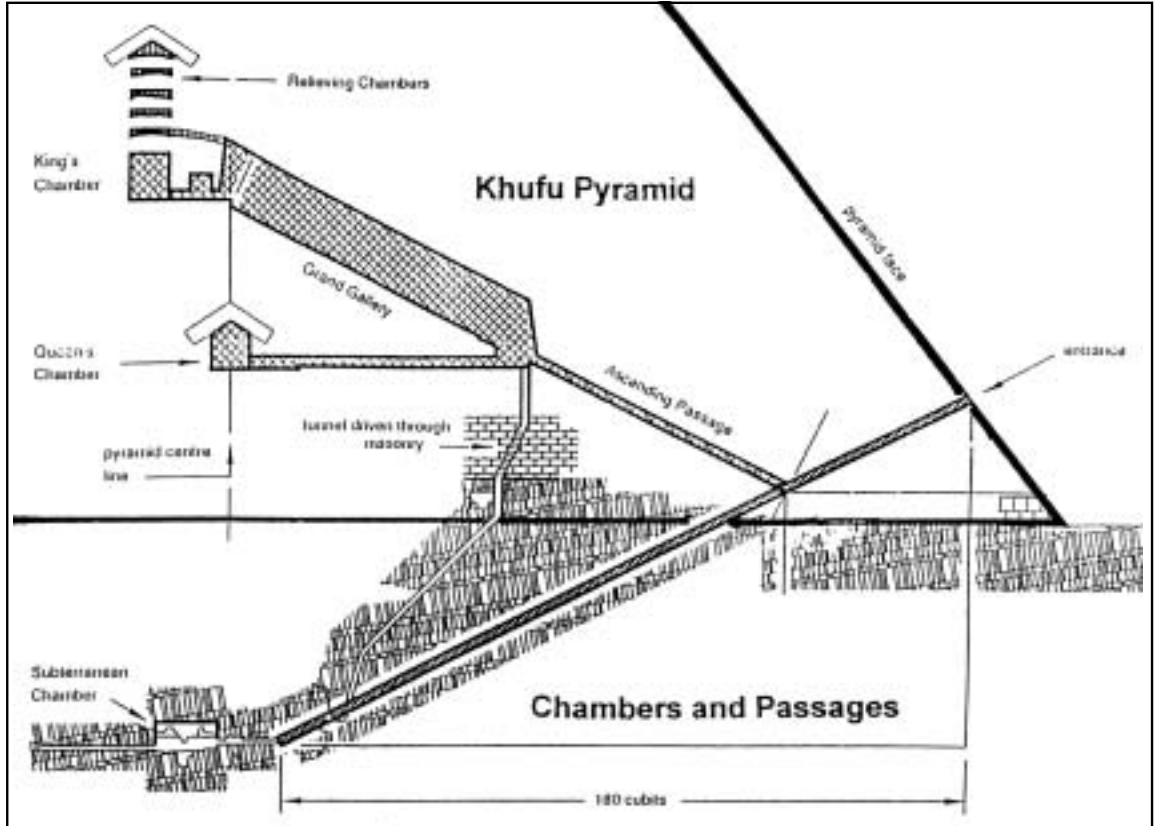 Relieving Chambers
King's
Chamber
Khufu Pyramid
pyramid face
Grand Gallery
Queen's
Chamber
entrance
Ascending Passage
tunnel driven through
masonry
pyramid centre
line
Subterranean
Chamber
Chambers and Passages
180 cubits